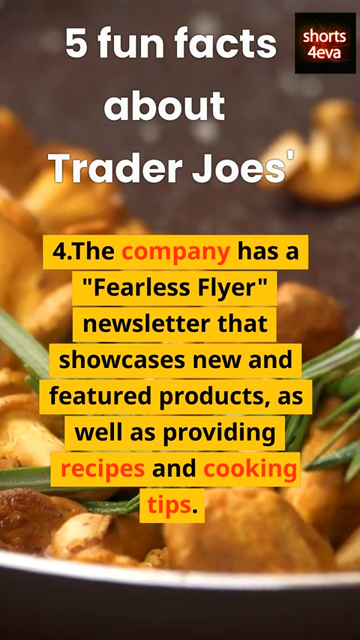 5 fun facts
shorts
4eva
about
Trader Joes'
4.The company has a
"Fearless Flyer"
newsletter that
showcases new and
featured products, as
well as providing
recipes and cooking
tips.